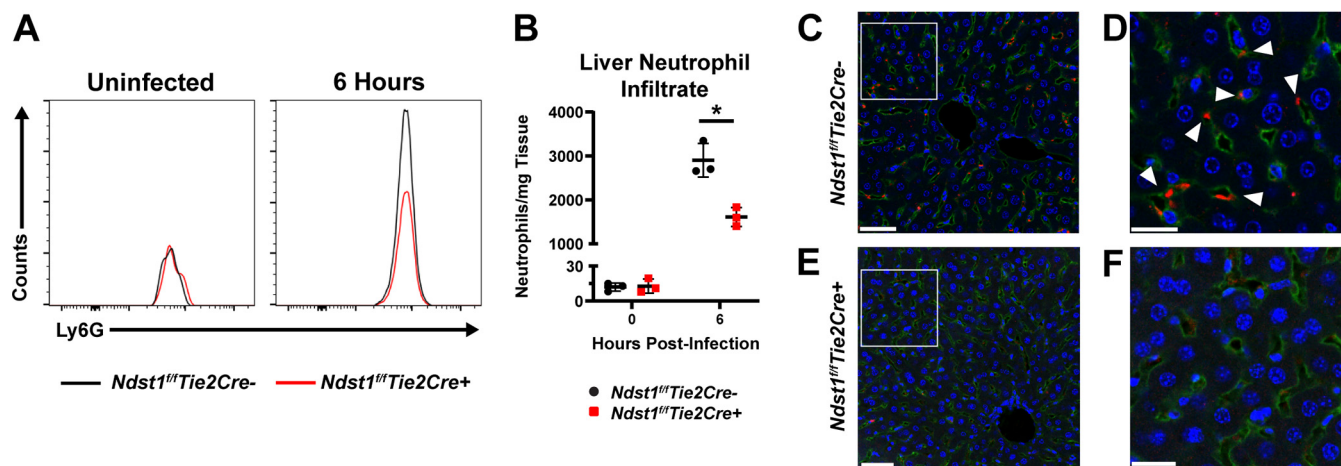 A
Uninfected
6 Hours
Counts
Ly6G
Ndst1f/fTie2Cre-
Ndst1f/fTie2Cre+
B
Liver Neutrophil
Infiltrate
Neutrophils/mg Tissue
4000
3000
2000
1000
30
15
0
*
0
6
Hours Post-Infection
Ndst1f/fTie2Cre-
Ndst1f/fTie2Cre+
C
Ndst1f/fTie2Cre-
D
E
Ndst1f/fTie2Cre+
F